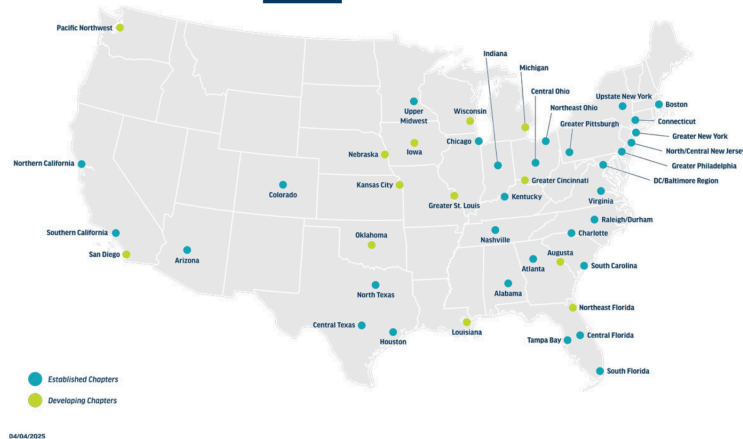 Pacific Northwest
Indiana
Michigan
Central Ohio
Upstate New York
Boston
Upper
Midwest
Wisconsin
Northeast Ohio
Connecticut
Greater Pittsburgh
Greater New York
Chicago
Iowa
North/Central New Jersey
Nebraska
Greater Philadelphia
Northern California
Colorado
Kansas City
Greater Cincinnati
DC/Baltimore Region
Greater St. Louis
Kentucky
Virginia
Raleigh/Durham
Southern California
Oklahoma
Nashville
Charlotte
San Diego
Arizona
Augusta
Atlanta
South Carolina
North Texas
Alabama
Northeast Florida
Central Texas
Houston
Louisiana
Central Florida
Tampa Bay
South Florida
Established Chapters
Developing Chapters
04/04/2025